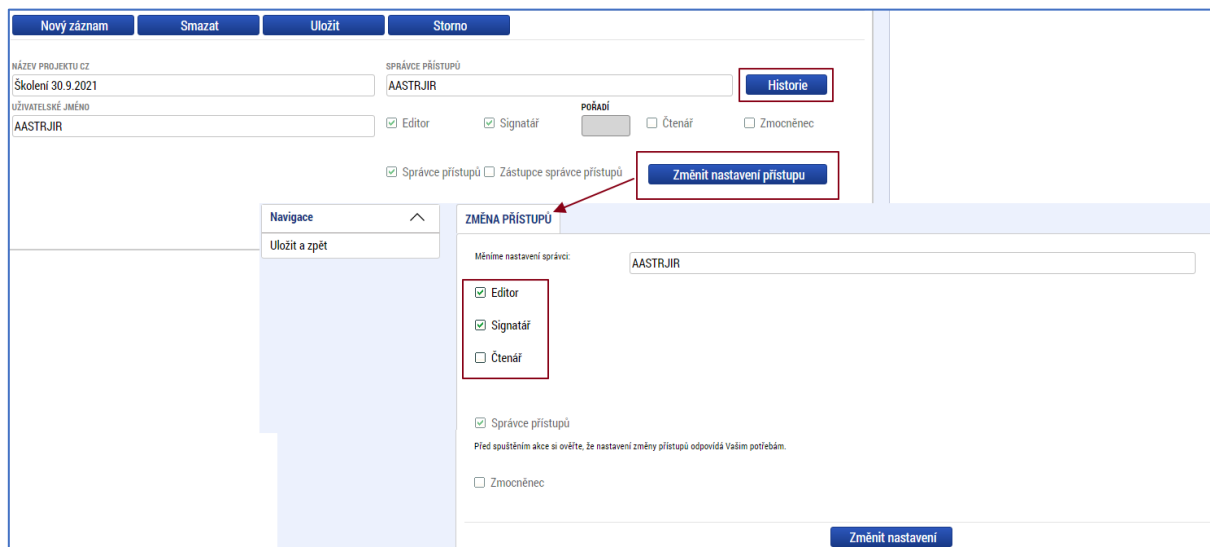 Nový záznam Smazat Uložit Storno
NÁZEV PROJEKTU CZ SPRÁVCE PŘÍSTUPŮ
Školení 30.9.2021 AASTRJIR Historie
UŽIVATELSKÉ JMÉNO POŘADÍ
AASTRJIR Editor Signatář Čtenář Zmocněnec
Správce přístupů Zástupce správce přístupů Změnit nastavení přístupu
Navigace ZMĚNA PŘÍSTUPŮ
Uložit a zpět
Měníme nastavení správci: AASTRJIR
Editor
Signatář
Čtenář
Správce přístupů
Před spuštěním akce si ověřte, že nastavení změny přístupů odpovídá Vašim potřebám.
Zmocněnec
Změnit nastavení